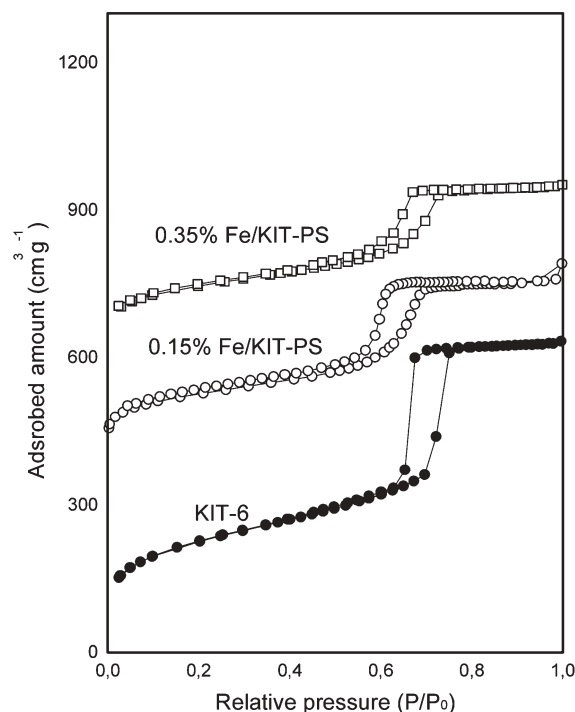 1200
900
600
300
0
Adsrobed amount (cm³ g⁻¹)
0.35% Fe/KIT-PS
0.15% Fe/KIT-PS
KIT-6
0,0 0,2 0,4 0,6 0,8 1,0
Relative pressure (P/P₀)